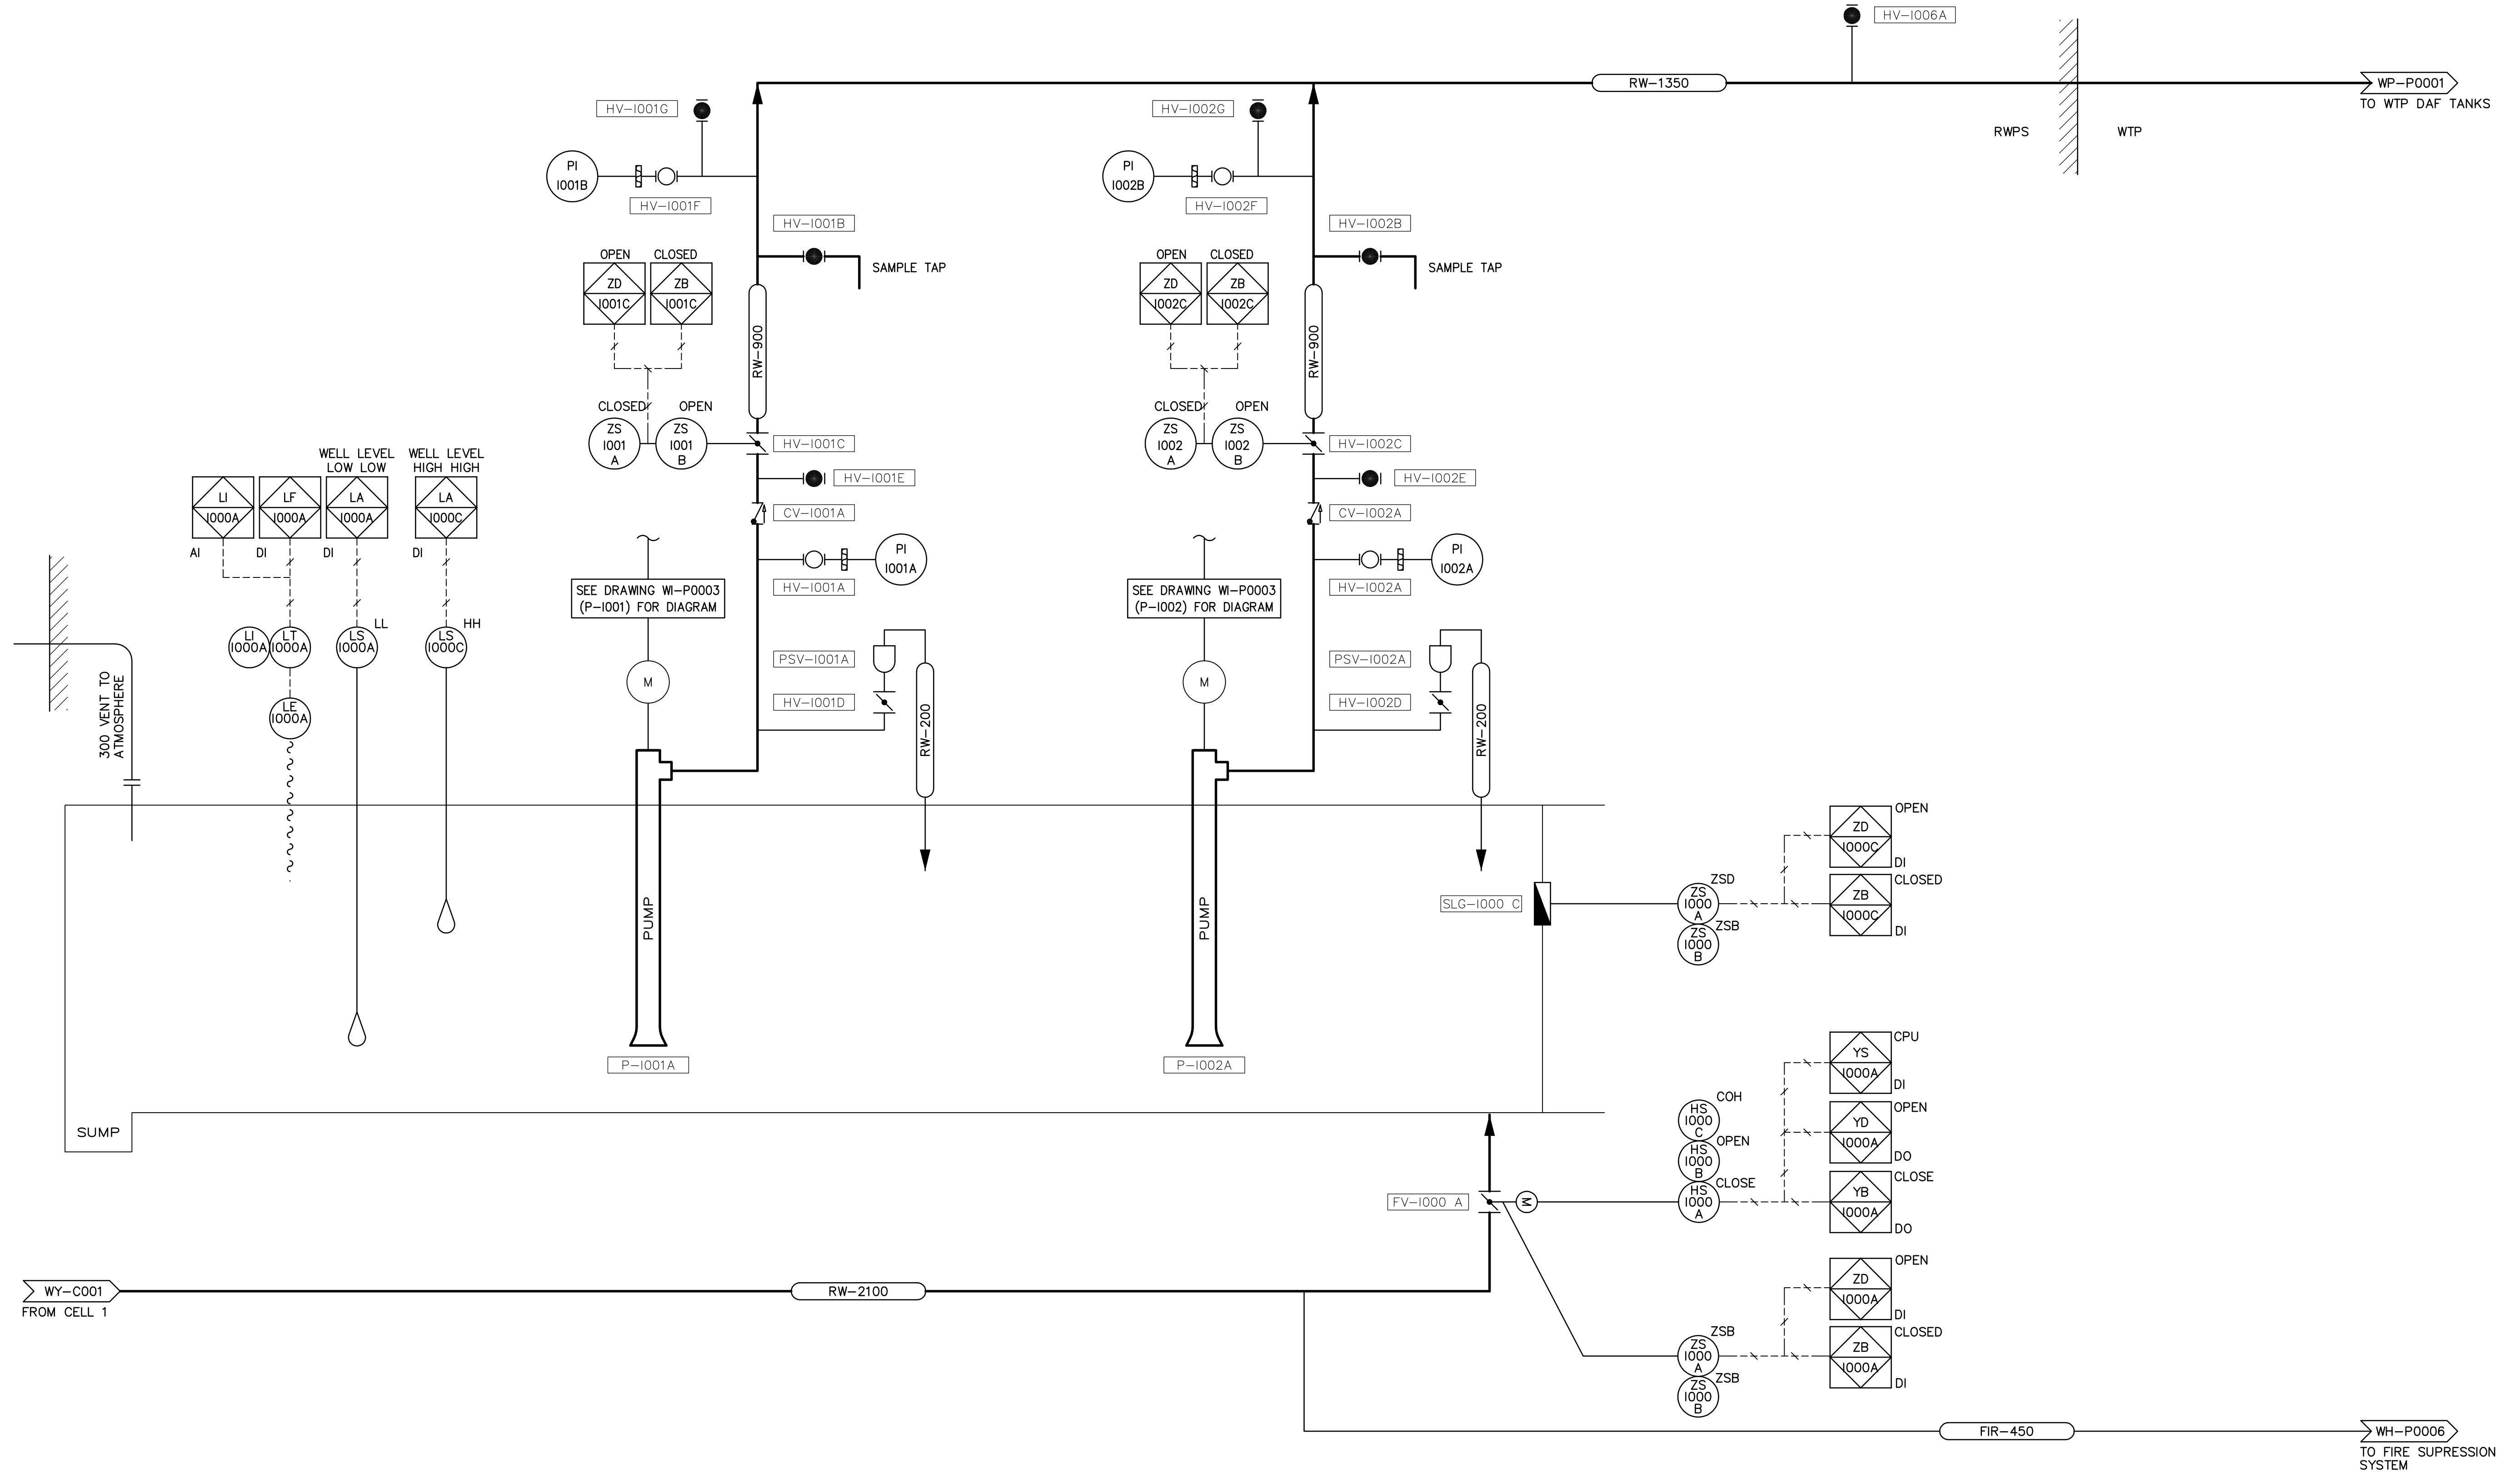 HV-I006A
RW-1350
WP-P0001
TO WTP DAF TANKS
RWPS
WTP
HV-I001G
PI
I001B
HV-I001F
HV-I001B
SAMPLE TAP
OPEN
CLOSED
ZD
I001C
ZB
I001C
RW-900
CLOSED
OPEN
ZS
I001
A
ZS
I001
B
HV-I001C
HV-I001E
CV-I001A
PI
I001A
HV-I001A
SEE DRAWING WI-P0003
(P-I001) FOR DIAGRAM
PSV-I001A
M
HV-I001D
RW-200
PUMP
P-I001A
HV-I002G
PI
I002B
HV-I002F
HV-I002B
SAMPLE TAP
OPEN
CLOSED
ZD
I002C
ZB
I002C
RW-900
CLOSED
OPEN
ZS
I002
A
ZS
I002
B
HV-I002C
HV-I002E
CV-I002A
PI
I002A
HV-I002A
SEE DRAWING WI-P0003
(P-I002) FOR DIAGRAM
PSV-I002A
M
HV-I002D
RW-200
PUMP
P-I002A
WELL LEVEL
LOW LOW
WELL LEVEL
HIGH HIGH
LI
I000A
LF
I000A
LA
I000A
LA
I000C
AI
DI
DI
DI
LL
HH
LI
I000A
LT
I000A
LS
I000A
LS
I000C
LE
I000A
300 VENT TO
ATMOSPHERE
SUMP
SLG-I000 C
ZSD
ZS
I000
A
ZSB
ZS
I000
B
OPEN
ZD
I000C
DI
CLOSED
ZB
I000C
DI
CPU
YS
I000A
DI
COH
HS
I000
C
OPEN
HS
I000
B
CLOSE
HS
I000
A
OPEN
YD
I000A
DO
CLOSE
YB
I000A
DO
FV-I000 A
M
OPEN
ZD
I000A
DI
ZSB
ZS
I000
A
ZSB
ZS
I000
B
CLOSED
ZB
I000A
DI
WY-C001
FROM CELL 1
RW-2100
FIR-450
WH-P0006
TO FIRE SUPRESSION
SYSTEM